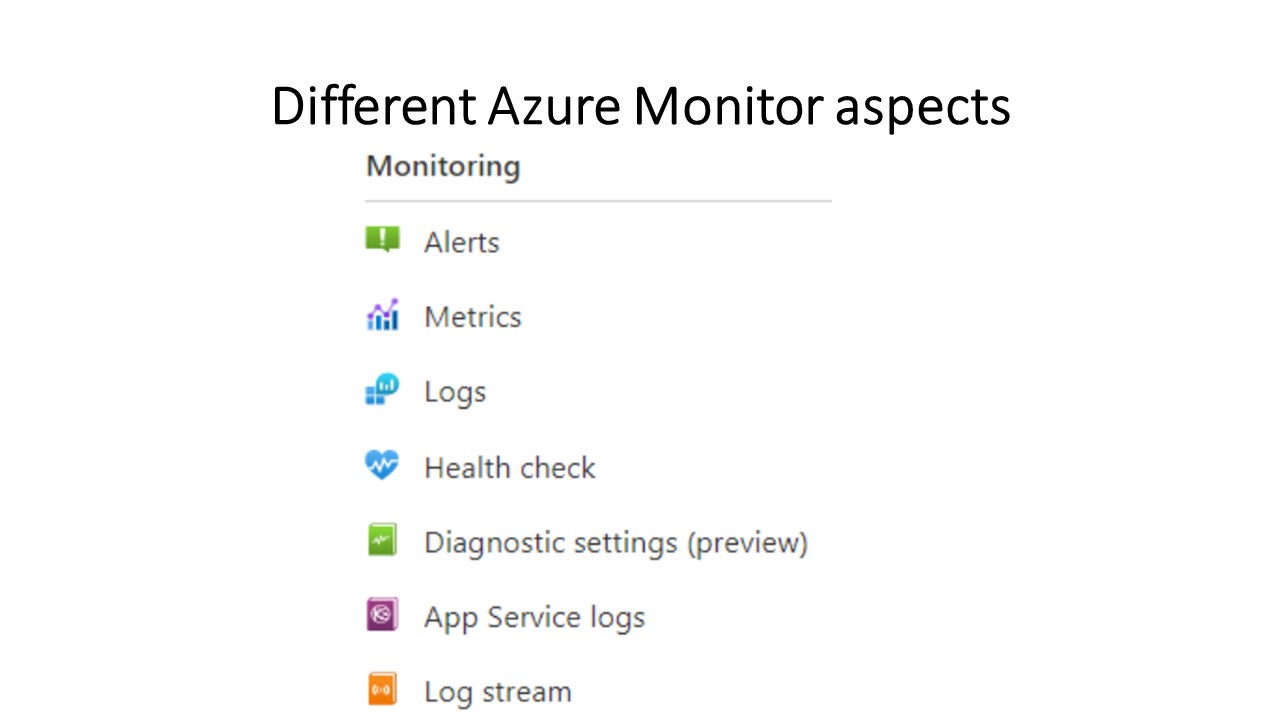 Different Azure Monitor aspects
Monitoring
Alerts
Metrics
Logs
Health check
Diagnostic settings (preview)
App Service logs
Log stream